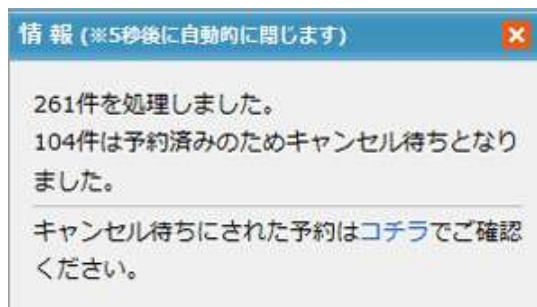 情 報 (※5秒後に自動的に閉じます)
261件を処理しました。
104件は予約済みのためキャンセル待ちとなり
ました。
キャンセル待ちにされた予約はコチラでご確認
ください。